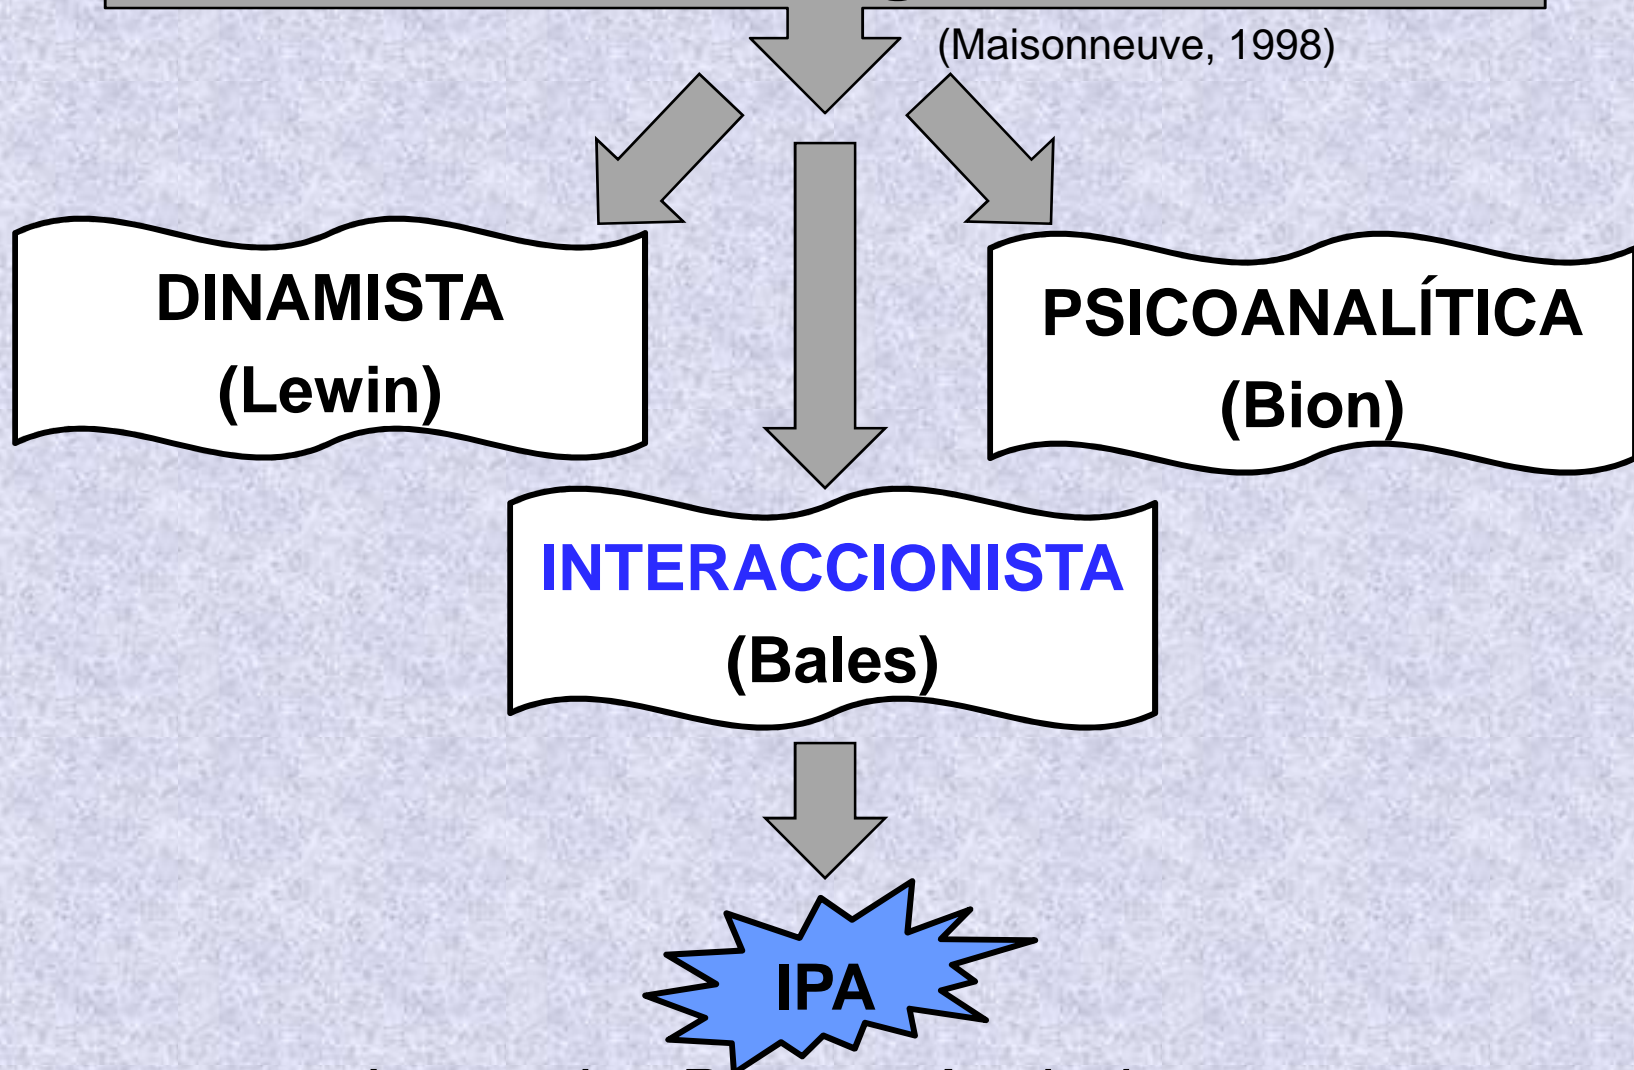 (Maisonneuve, 1998)
DINAMISTA
(Lewin)
PSICOANALÍTICA
(Bion)
INTERACCIONISTA
(Bales)
IPA